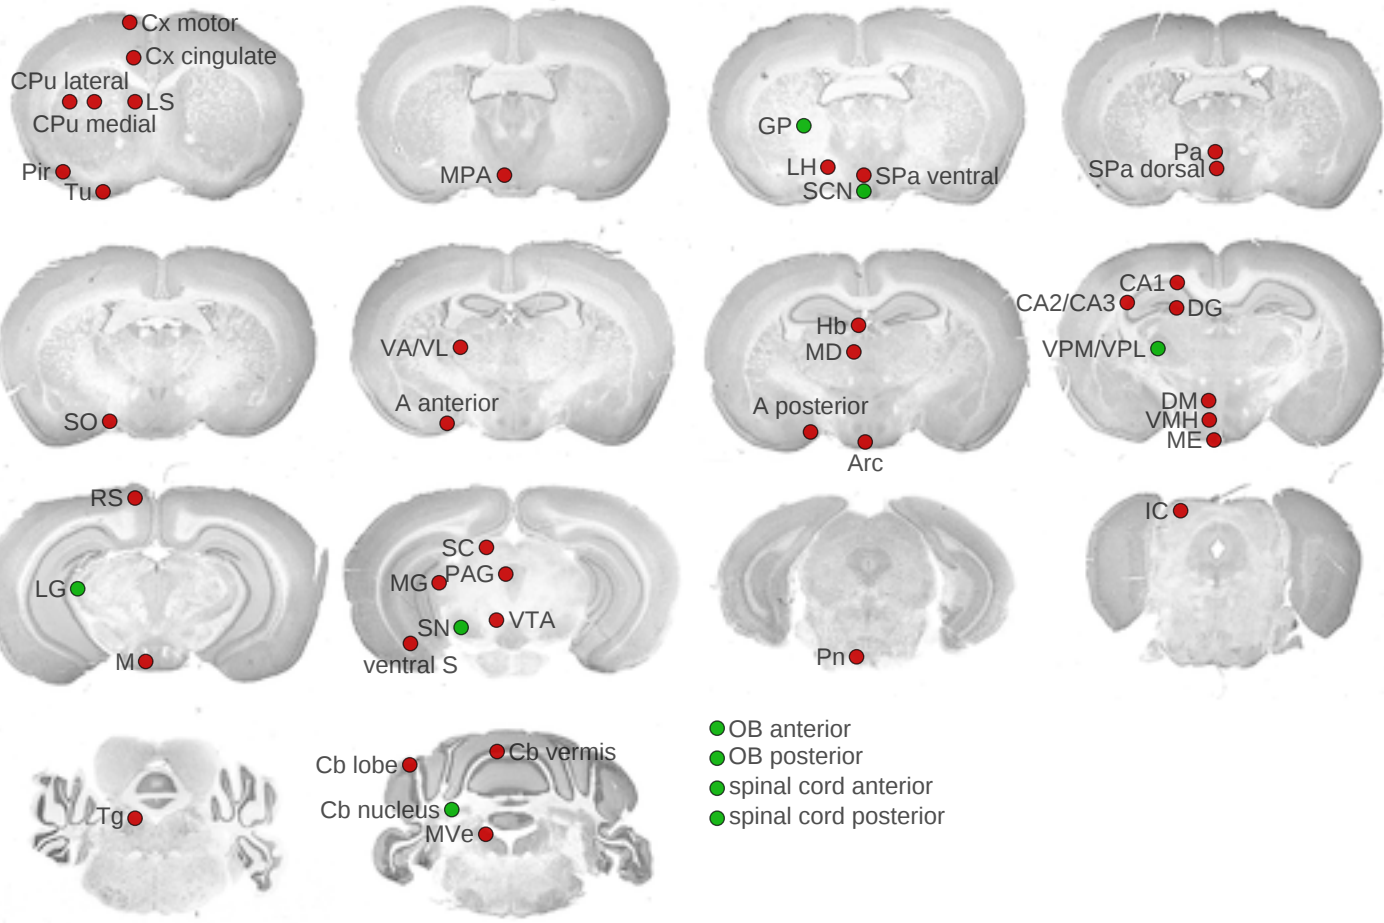 Cx motor
Cx cingulate
CPu lateral
LS
CPu medial
Pir
Tu
MPA
GP
LH
SPa ventral
SCN
Pa
SPa dorsal
SO
VA/VL
A anterior
Hb
MD
A posterior
Arc
CA1
CA2/CA3
DG
VPM/VPL
DM
VMH
ME
RS
LG
M
SC
MG
PAG
SN
VTA
ventral S
Pn
IC
Tg
Cb lobe
Cb vermis
Cb nucleus
MVe
OB anterior
OB posterior
spinal cord anterior
spinal cord posterior